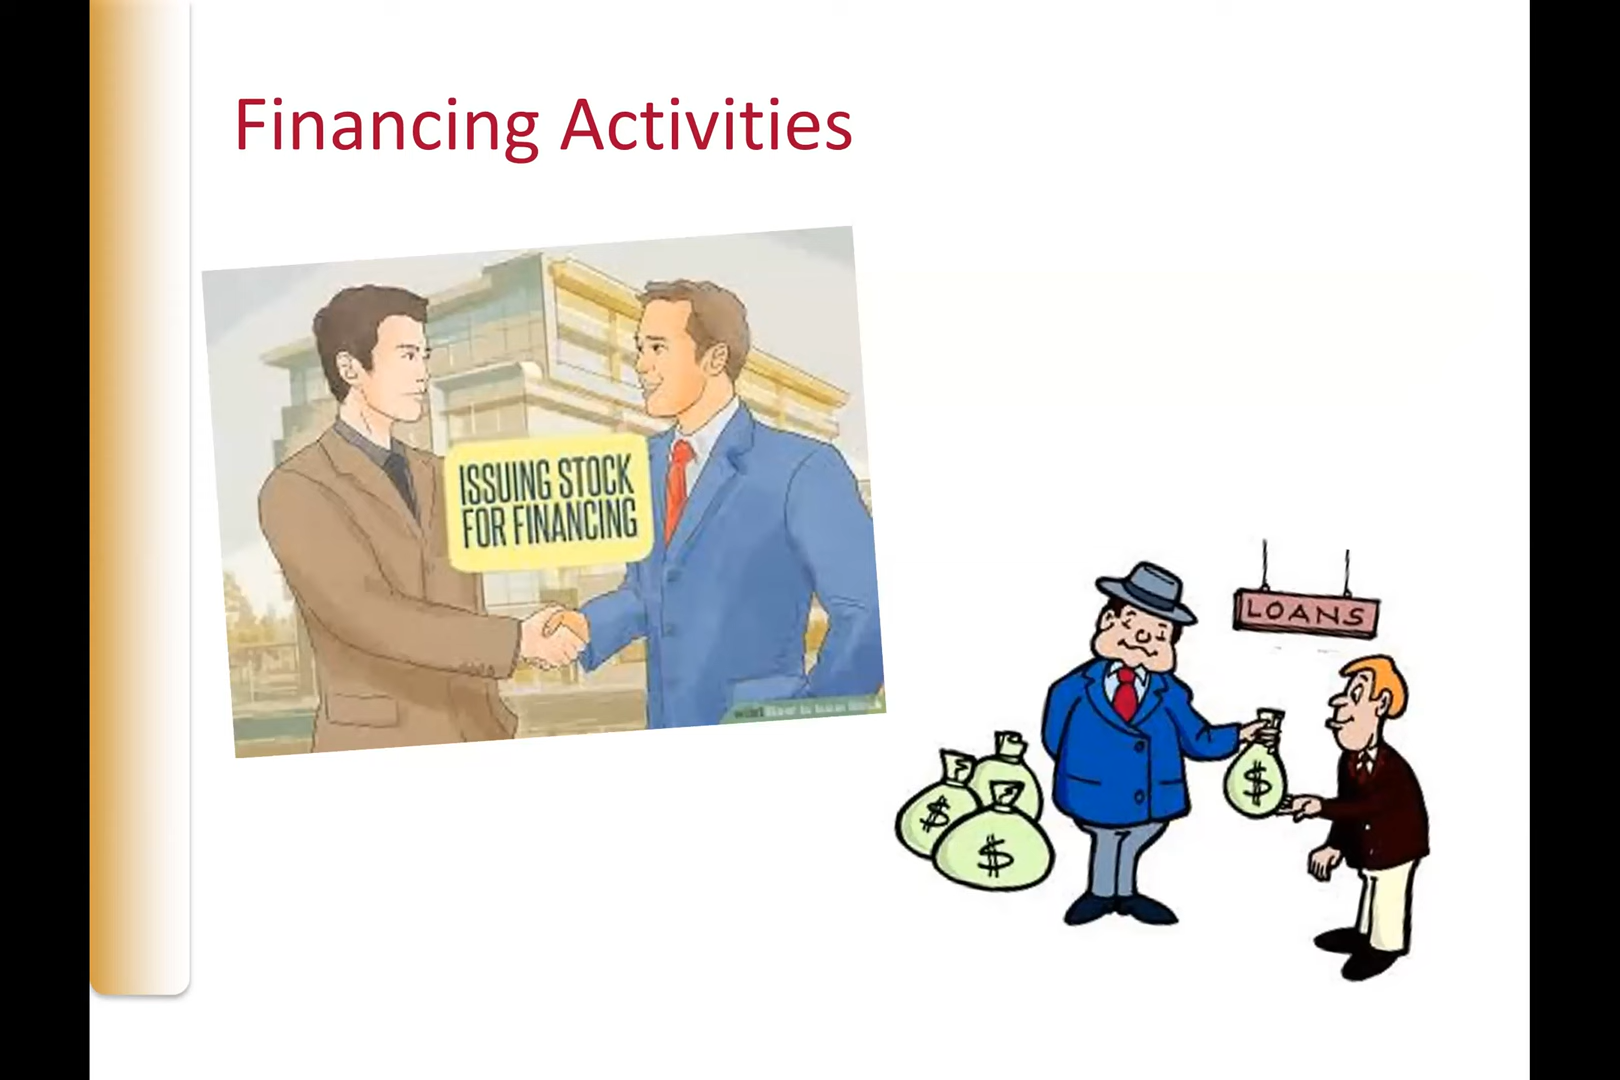 Financing Activities
ISSUING STOCK
FOR FINANCING
LOANS
$
$
$